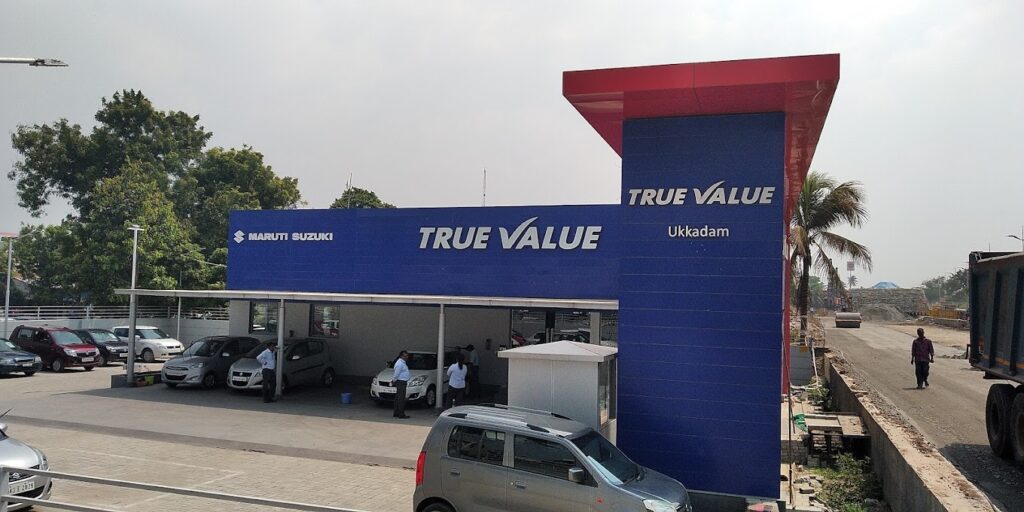 MARUTI SUZUKI
TRUE VALUE
TRUE VALUE
Ukkadam